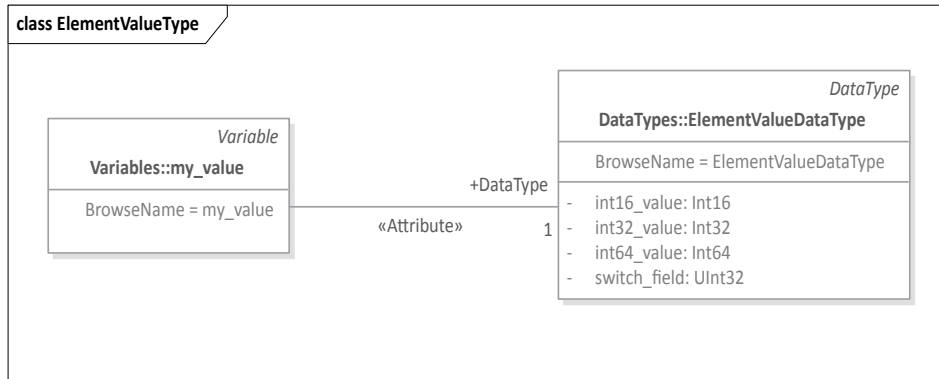 class ElementValueType
Variable
Variables::my_value
BrowseName = my_value
+DataType
«Attribute»
1
DataType
DataTypes::ElementValueDataType
BrowseName = ElementValueDataType
- int16_value: Int16
- int32_value: Int32
- int64_value: Int64
- switch_field: UInt32